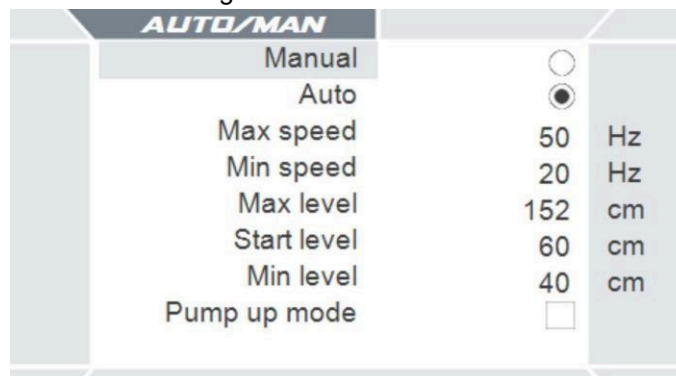 AUTO/MAN
Manual
Auto
Max speed 50 Hz
Min speed 20 Hz
Max level 152 cm
Start level 60 cm
Min level 40 cm
Pump up mode